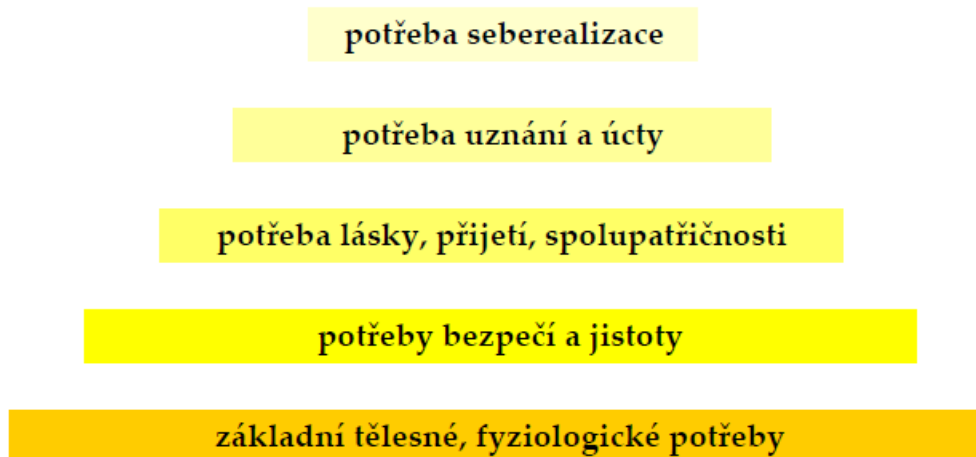 potřeba seberealizace
potřeba uznání a úcty
potřeba lásky, přijetí, spolupatřičnosti
potřeby bezpečí a jistoty
základní tělesné, fyziologické potřeby